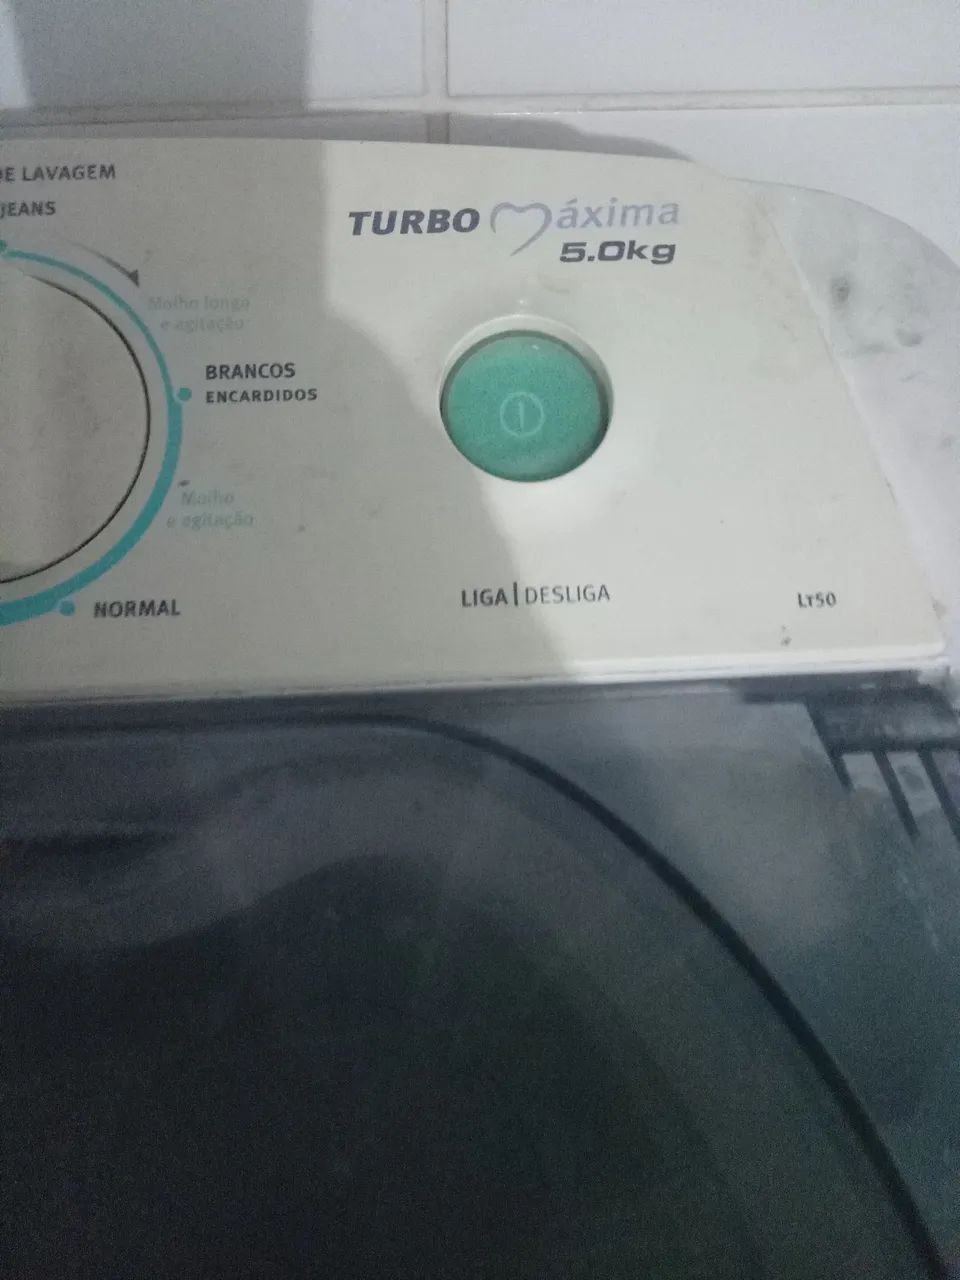 DE LAVAGEM
JEANS
TURBO Máxima
5.0kg
Molho longo
e agitação
BRANCOS
ENCARDIDOS
Molho
e agitação
NORMAL
LIGA|DESLIGA
LT50